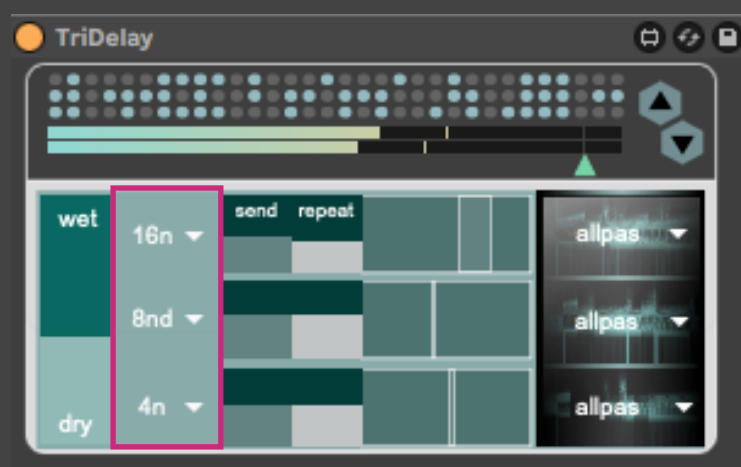 TriDelay
wet
16n
send repeat
allpas
8nd
allpas
dry
4n
allpas